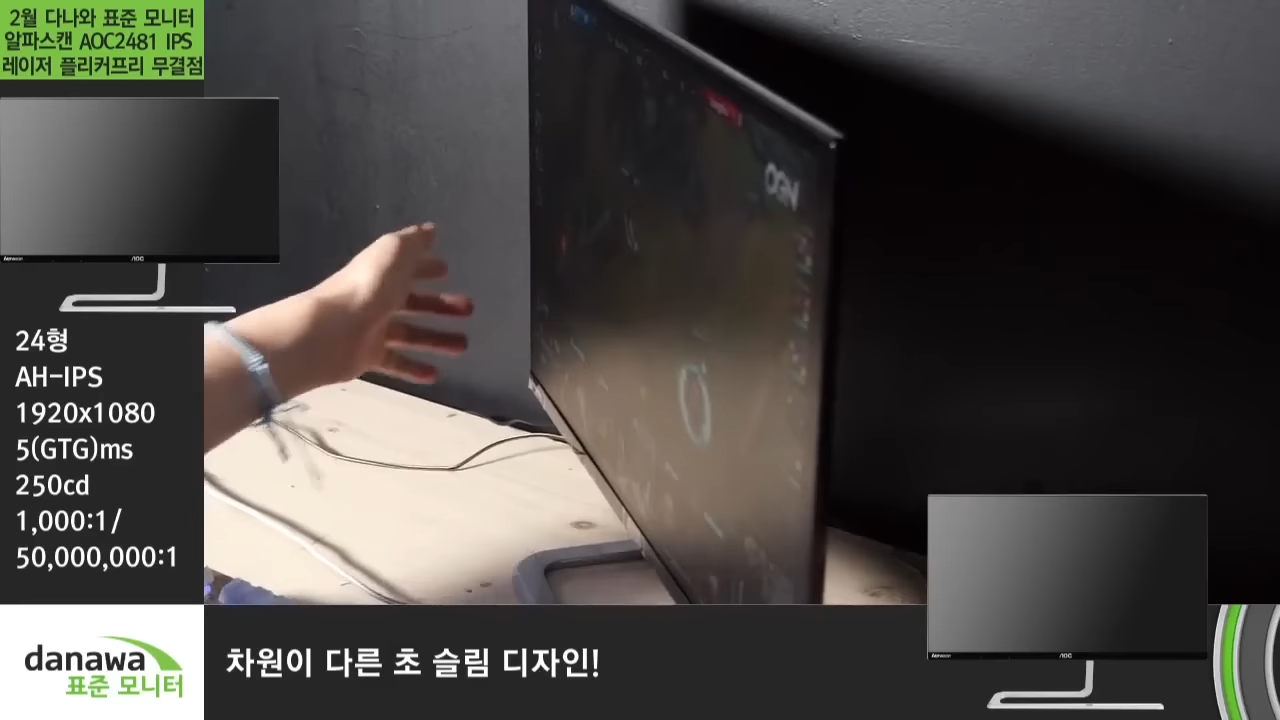 2월 다나와 표준 모니터
알파스캔 AOC2481 IPS
레이저 플리커프리 무결점
OGN
AOC
24형
AH-IPS
1920x1080
5(GTG)ms
250cd
1,000:1/
50,000,000:1
danawa
표준 모니터
차원이 다른 초 슬림 디자인!
AOC